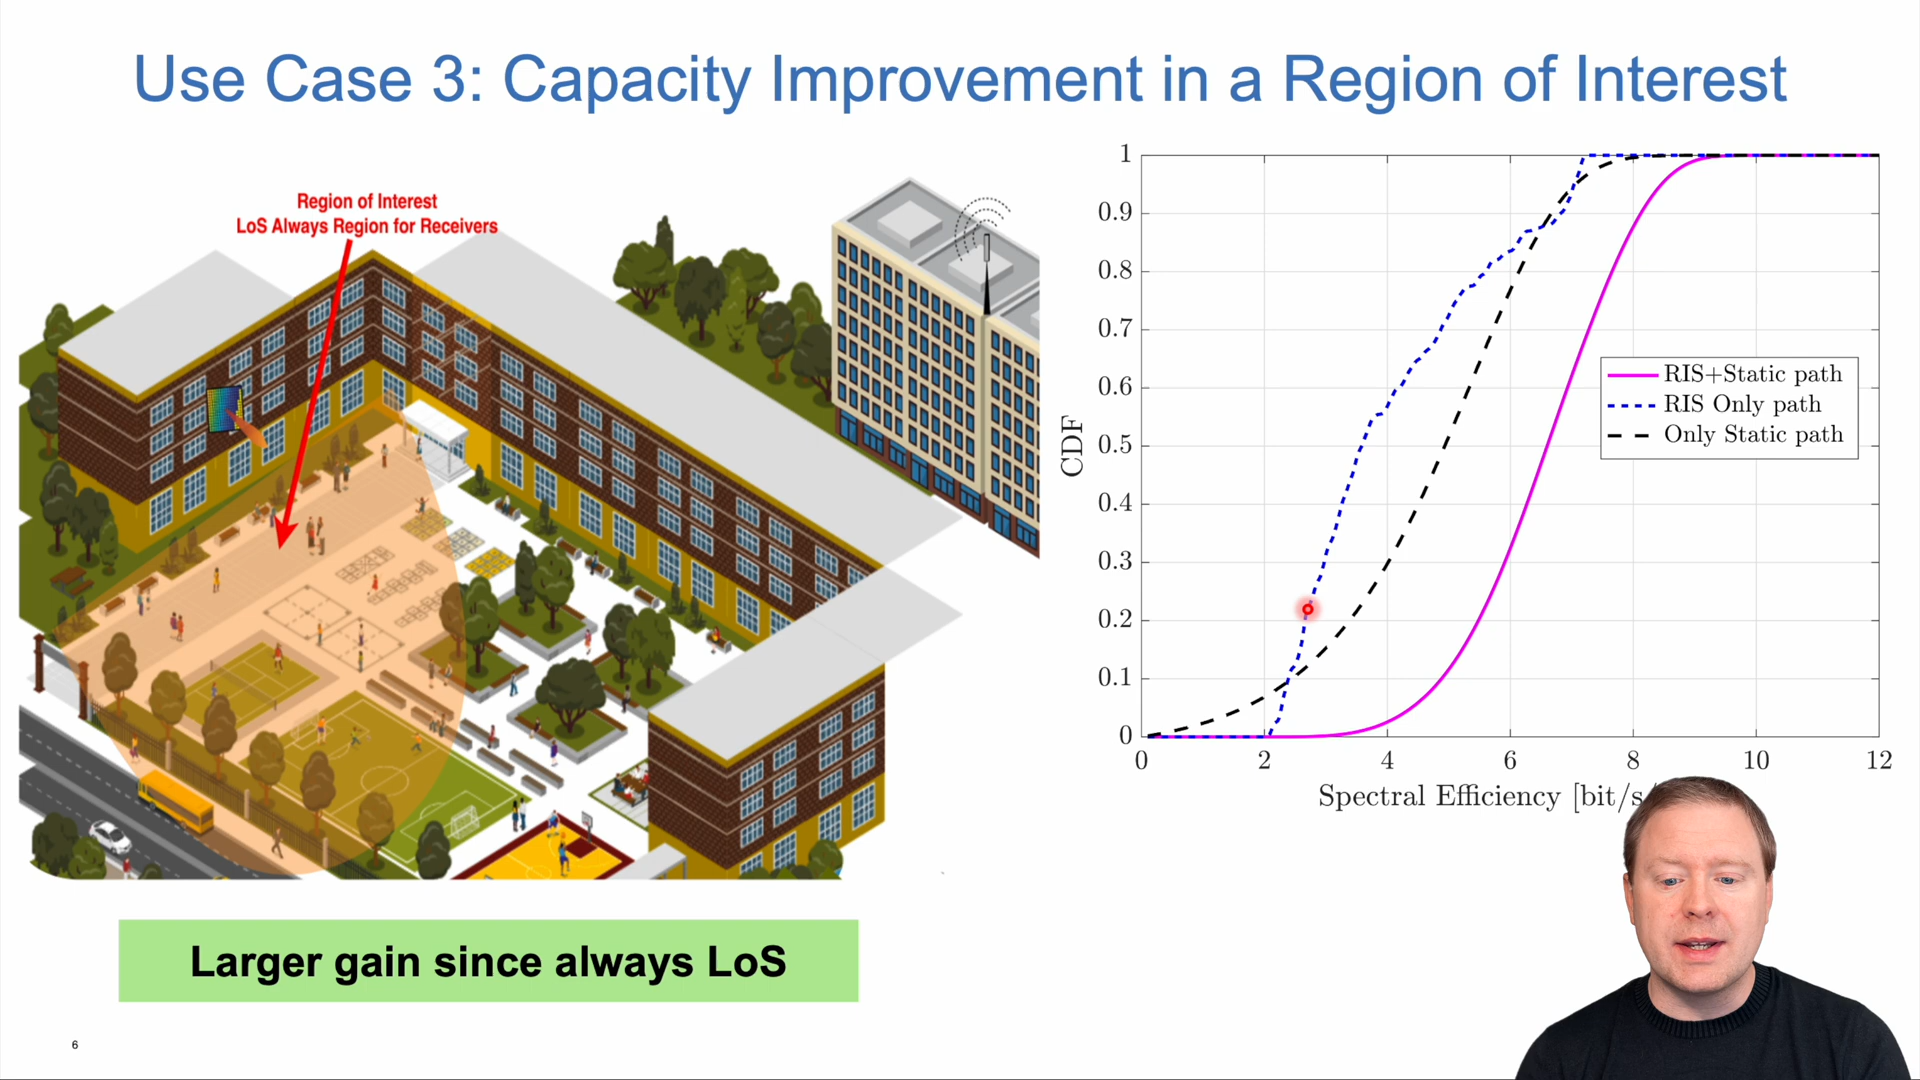 Use Case 3: Capacity Improvement in a Region of Interest
Region of Interest
LoS Always Region for Receivers
1
0.9
0.8
0.7
0.6
0.5
0.4
0.3
0.2
0.1
0
CDF
0
2
4
6
8
10
12
Spectral Efficiency [bit/s/
RIS+Static path
RIS Only path
Only Static path
Larger gain since always LoS
6